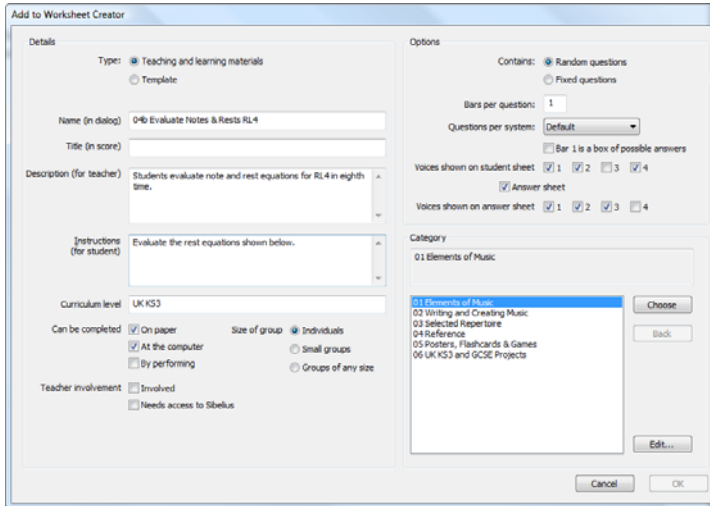 Add to Worksheet Creator
Details
Type: Teaching and learning materials
Template
Name (in dialog) 04b Evaluate Notes & Rests RL4
Title (in score)
Description (for teacher) Students evaluate note and rest equations for RL4 in eighth
time.
Instructions
(for student) Evaluate the rest equations shown below.
Curriculum level UK KS3
Can be completed On paper Size of group Individuals
At the computer Small groups
By performing Groups of any size
Teacher involvement Involved
Needs access to Sibelius
Options
Contains: Random questions
Fixed questions
Bars per question: 1
Questions per system: Default
Bar 1 is a box of possible answers
Voices shown on student sheet 1 2 3 4
Answer sheet
Voices shown on answer sheet 1 2 3 4
Category
01 Elements of Music
01 Elements of Music
02 Writing and Creating Music
03 Selected Repertoire
04 Reference
05 Posters, Flashcards & Games
06 UK KS3 and GCSE Projects
Choose
Back
Edit...
Cancel OK